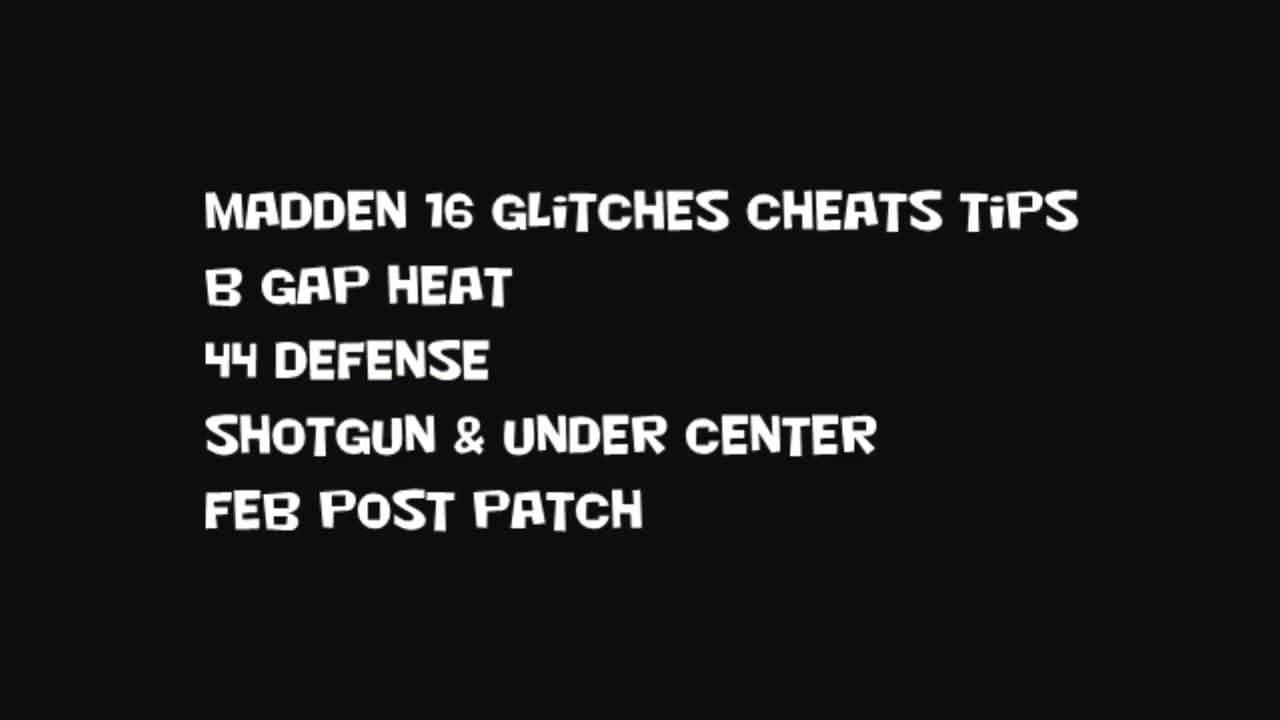 MADDEN 16 GLiTCHES CHEATS TiPS
B GAP HEAT
44 DEFENSE
SHOTGUN & UNDER CENTER
FEB POST PATCH